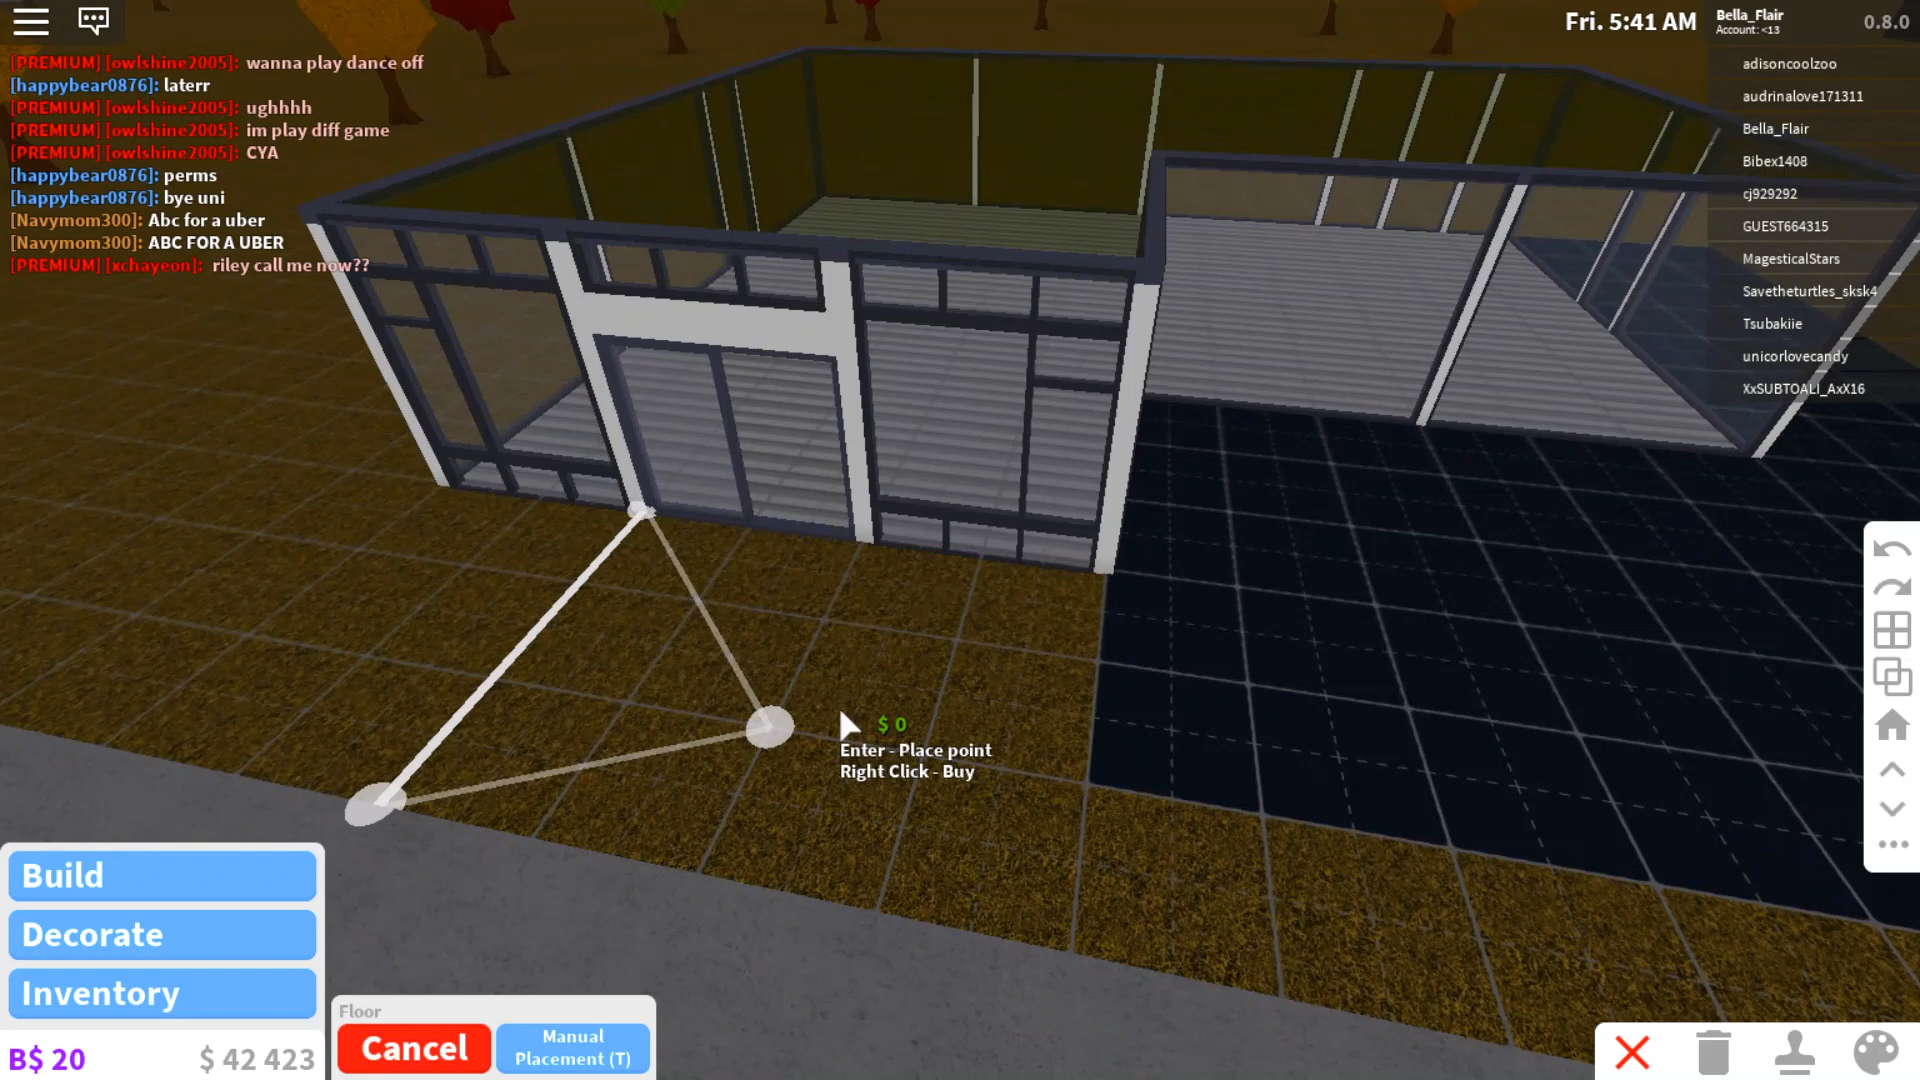 Fri. 5:41 AM
Bella_Flair
Account: <13
0.8.0
[PREMIUM] [owlshine2005]: wanna play dance off
[happybear0876]: laterr
[PREMIUM] [owlshine2005]: ughhhh
[PREMIUM] [owlshine2005]: im play diff game
[PREMIUM] [owlshine2005]: CYA
[happybear0876]: perms
[happybear0876]: bye uni
[Navymom300]: Abc for a uber
[Navymom300]: ABC FOR A UBER
[PREMIUM] [xchayeon]: riley call me now??
adisoncoolzoo
audrinalove171311
Bella_Flair
Bibex1408
cj929292
GUEST664315
MagesticalStars
Savetheturtles_sksk4
Tsubakiie
unicorlovecandy
XxSUBTOALI_AxX16
$ 0
Enter - Place point
Right Click - Buy
Build
Decorate
Inventory
B$ 20
$ 42 423
Floor
Cancel
Manual
Placement (T)